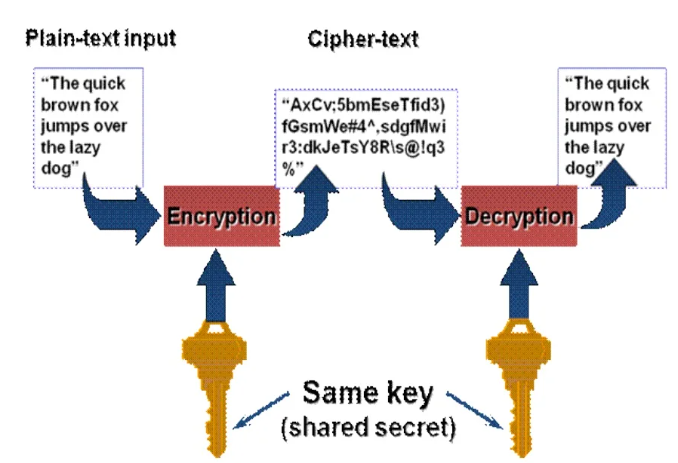 Plain-text input
Cipher-text
“The quick
brown fox
jumps over
the lazy
dog”
“AxCv;5bmEseTfid3)
fGsmWe#4^,sdgfMwi
r3:dkJeTsY8R\s@!q3
%”
“The quick
brown fox
jumps over
the lazy
dog”
Encryption
Decryption
Same key
(shared secret)